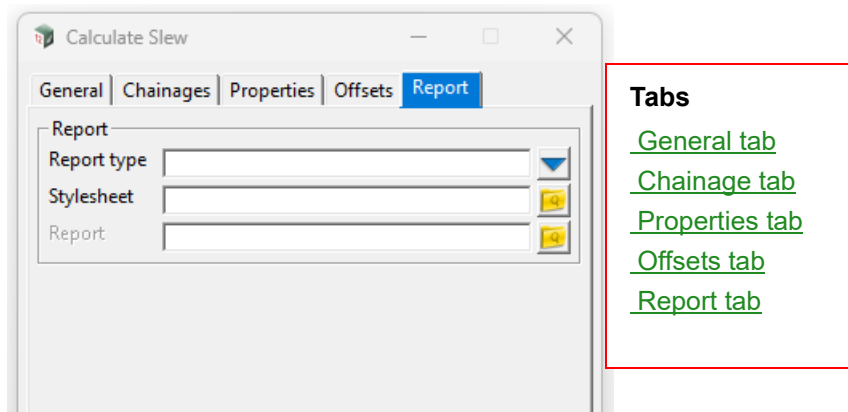 Calculate Slew
General Chainages Properties Offsets Report
Report
Report type
Stylesheet
Report
Tabs
General tab
Chainage tab
Properties tab
Offsets tab
Report tab